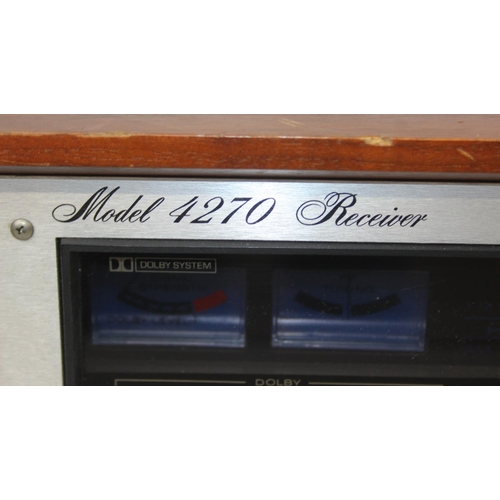 Model 4270 Receiver
DOLBY SYSTEM
DOLBY